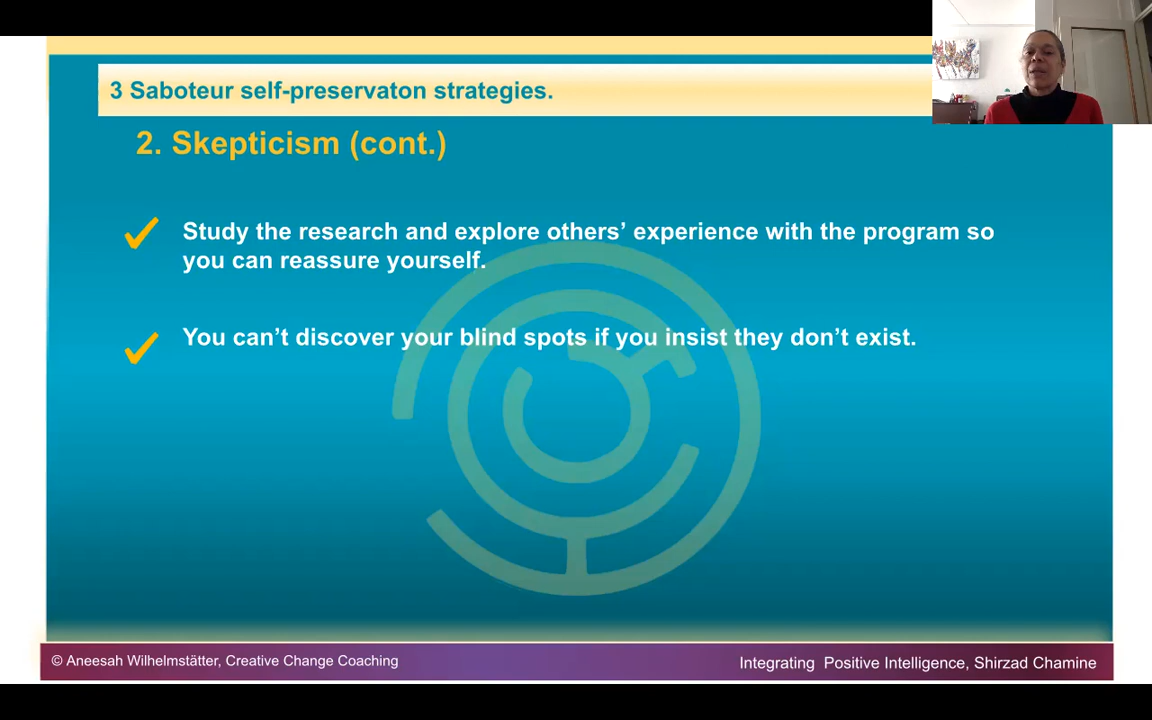 3 Saboteur self-preservaton strategies.
2. Skepticism (cont.)
Study the research and explore others’ experience with the program so
you can reassure yourself.
You can’t discover your blind spots if you insist they don’t exist.
© Aneesah Wilhelmstätter, Creative Change Coaching
Integrating  Positive Intelligence, Shirzad Chamine